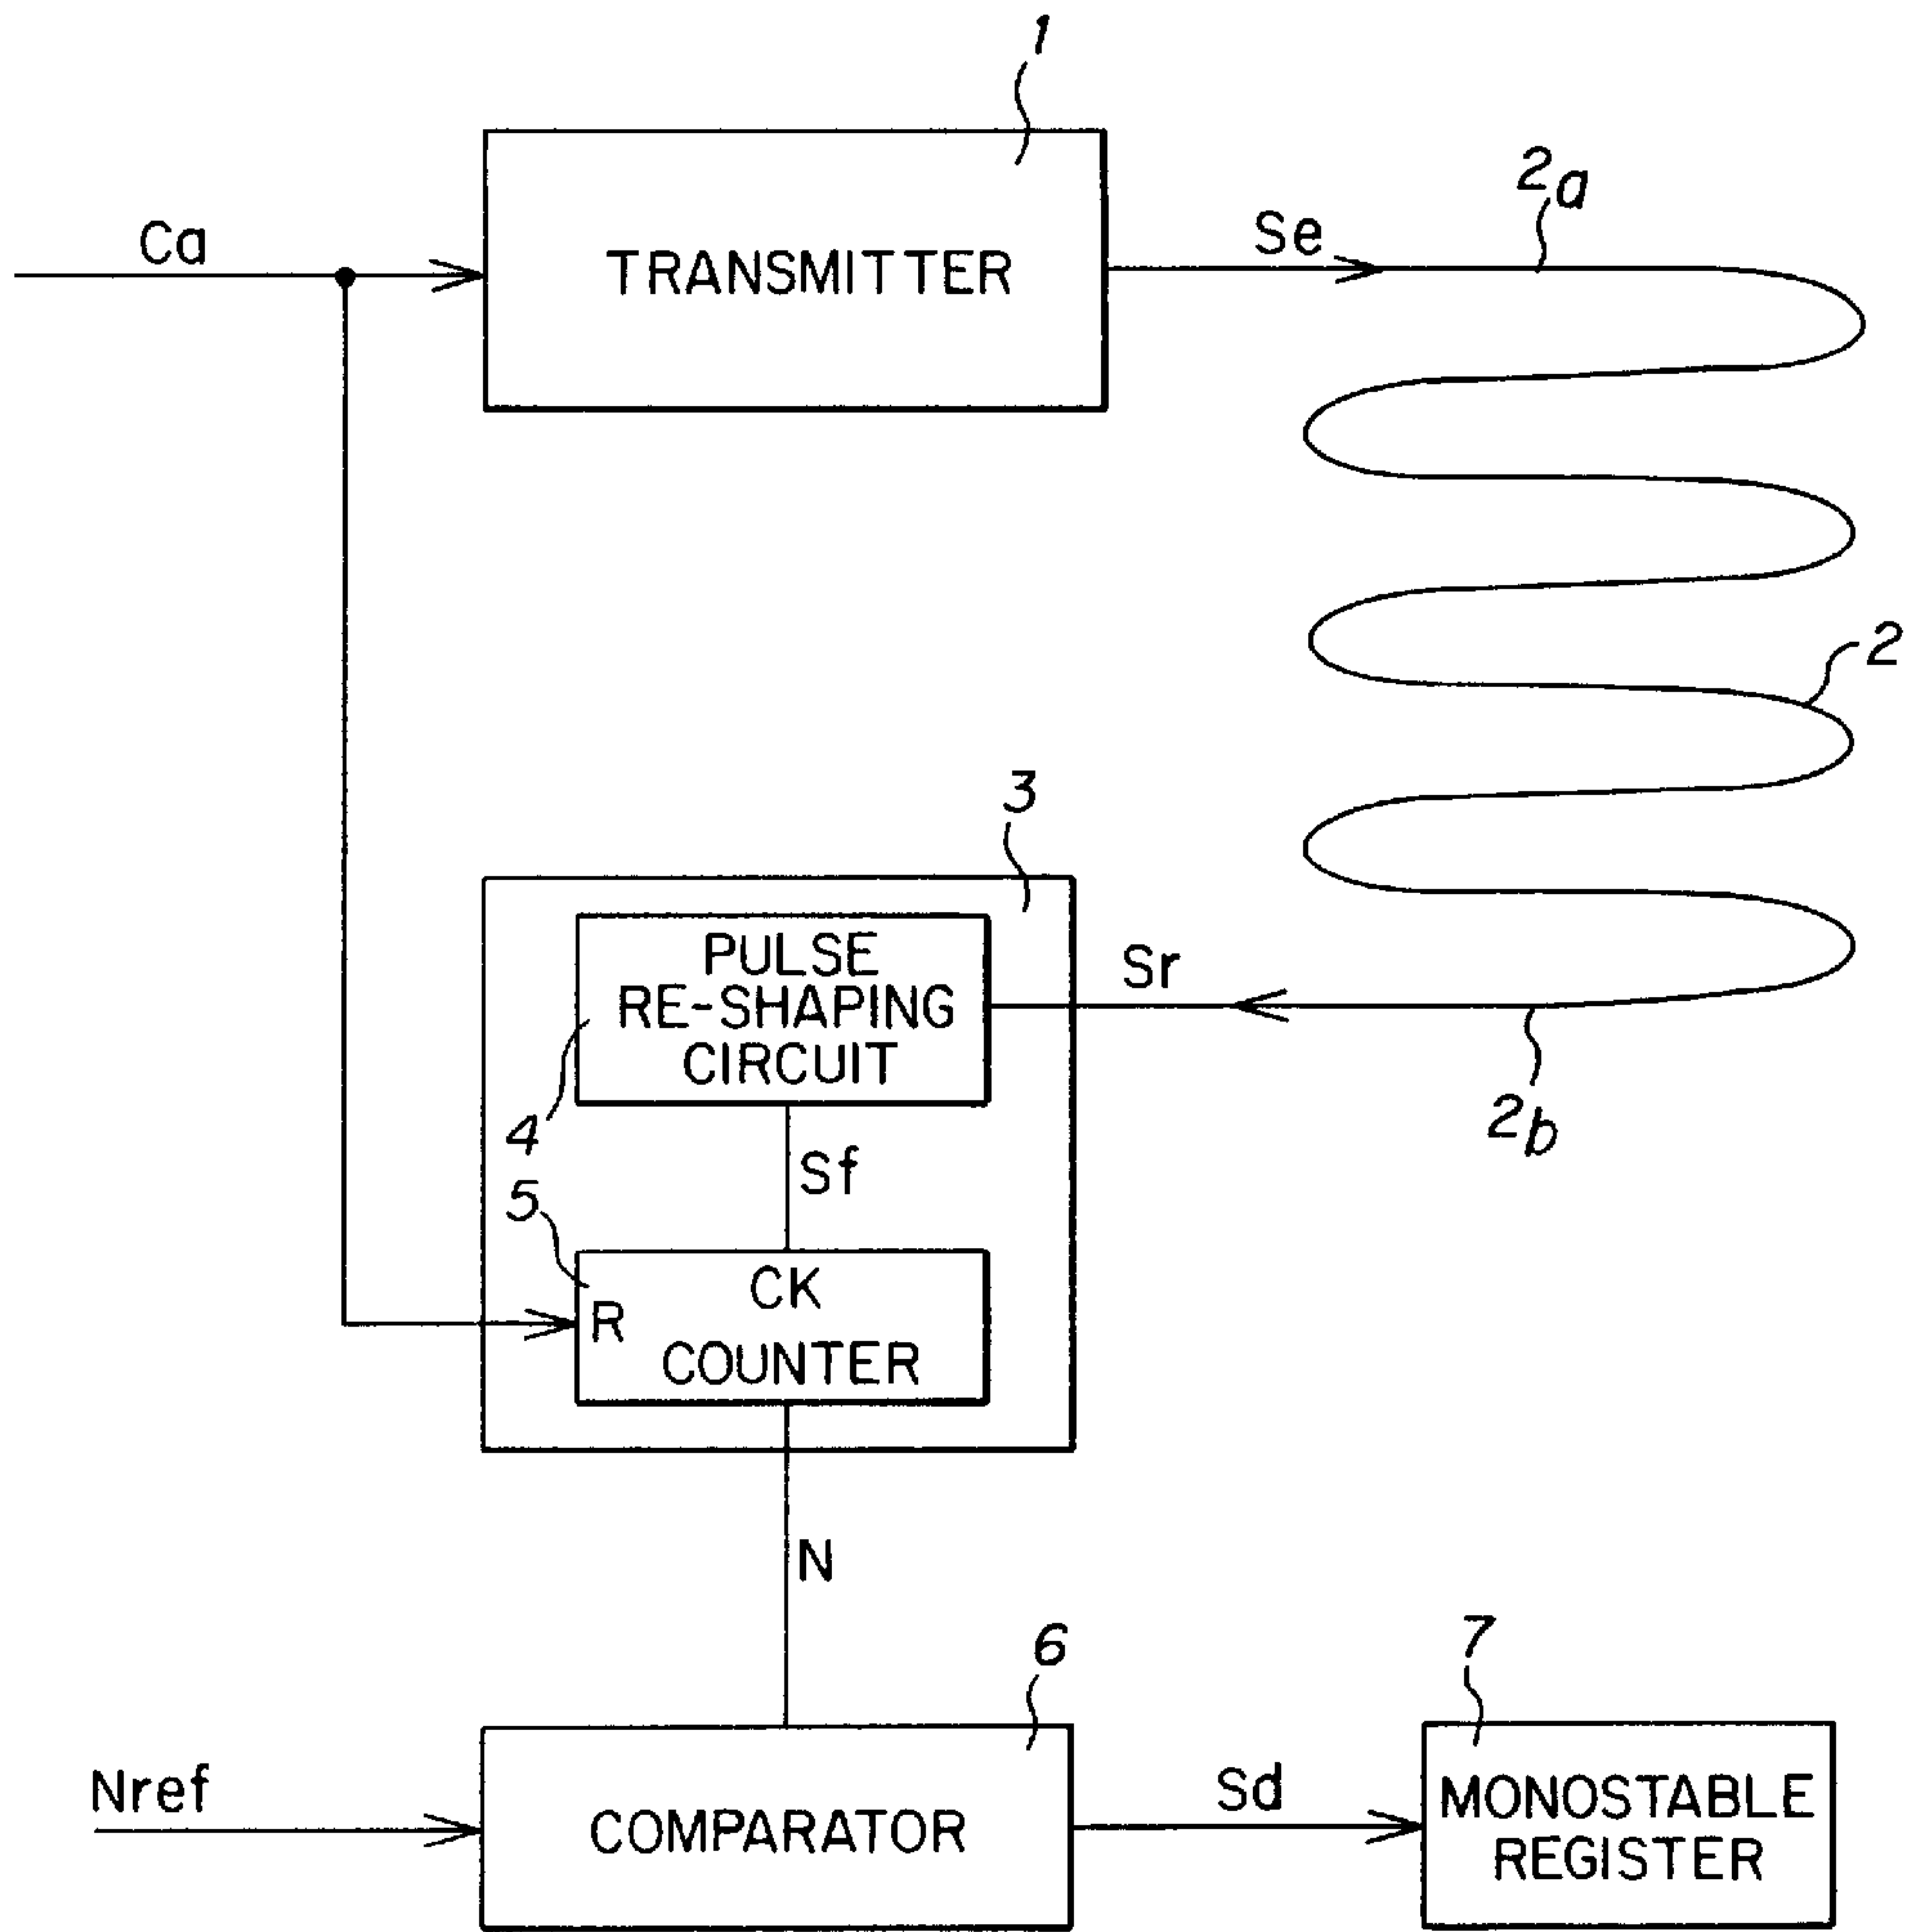 1
Ca
TRANSMITTER
Se
2a
2
3
PULSE
RE-SHAPING
CIRCUIT
Sr
4
2b
Sf
5
CK
R
COUNTER
N
6
7
Nref
COMPARATOR
Sd
MONOSTABLE
REGISTER